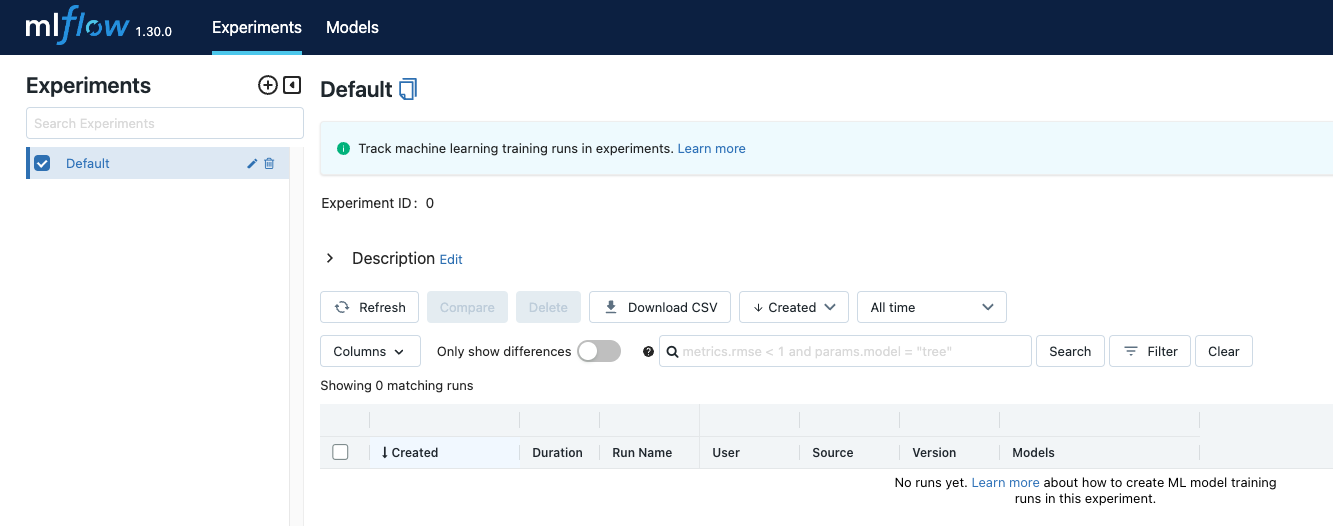 mlflow 1.30.0 Experiments Models
Experiments
Search Experiments
Default
Default
Track machine learning training runs in experiments. Learn more
Experiment ID: 0
Description Edit
Refresh Compare Delete Download CSV Created All time
Columns Only show differences metrics.rmse < 1 and params.model = "tree" Search Filter Clear
Showing 0 matching runs
Created Duration Run Name User Source Version Models
No runs yet. Learn more about how to create ML model training
runs in this experiment.